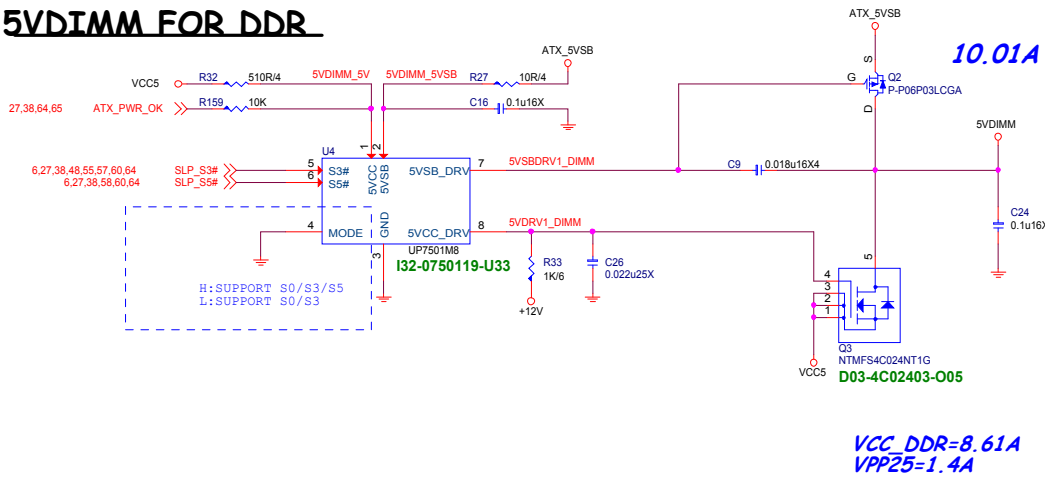 5VDIMM FOR DDR
ATX_5VSB
10.01A
ATX_5VSB
VCC5
R32
510R/4
5VDIMM_5V
5VDIMM_5VSB
R27
10R/4
S
G
Q2
P-P06P03LCGA
D
27,38,64,65
ATX_PWR_OK
R159
10K
C16
0.1u16X
5VDIMM
1
2
U4
6,27,38,48,55,57,60,64
SLP_S3#
5
S3#
6,27,38,58,60,64
SLP_S5#
6
S5#
5VCC
5VSB
5VSB_DRV
7
5VSBDRV1_DIMM
C9
0.018u16X4
C24
0.1u16X
4
MODE
GND
5VCC_DRV
8
5VDRV1_DIMM
3
UP7501M8
I32-0750119-U33
R33
1K/6
+12V
C26
0.022u25X
H:SUPPORT S0/S3/S5
L:SUPPORT S0/S3
5
4
3
2
1
VCC5
Q3
NTMFS4C024NT1G
D03-4C02403-O05
VCC_DDR=8.61A
VPP25=1.4A